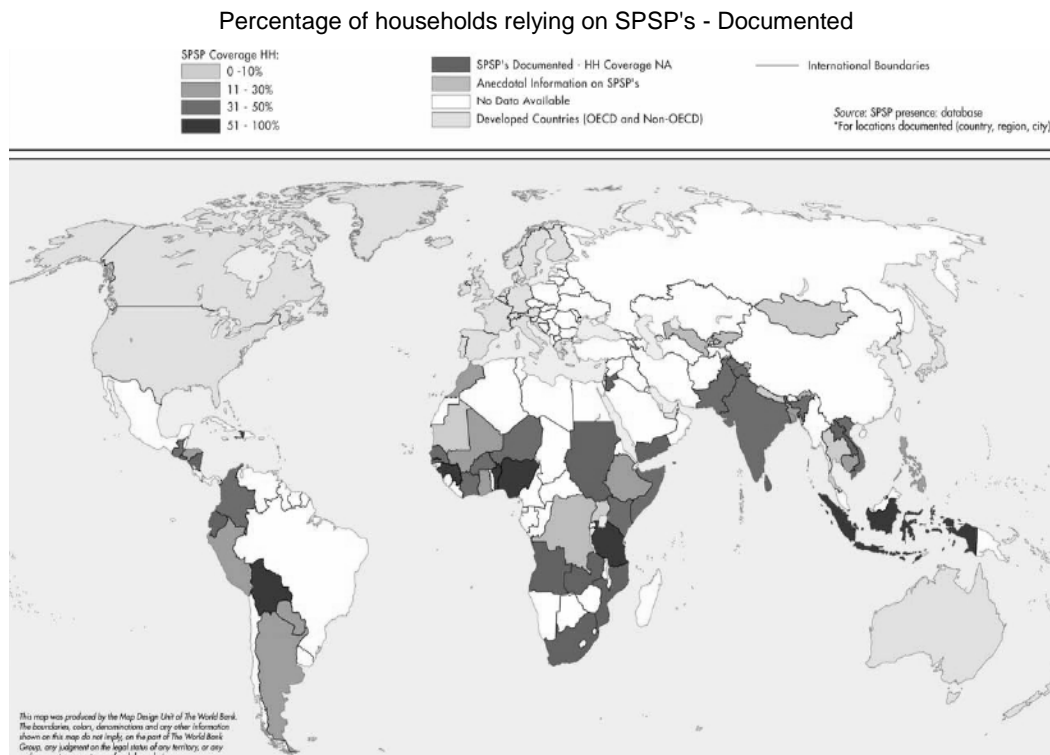 Percentage of households relying on SPSP's - Documented
SPSP Coverage HH:
0 -10%
11 - 30%
31 - 50%
51 - 100%
SPSP's Documented - HH Coverage NA
Anecdotal Information on SPSP's
No Data Available
Developed Countries (OECD and Non-OECD)
International Boundaries
Source: SPSP presence: database
*For locations documented (country, region, city)
This map was produced by the Map Design Unit of The World Bank.
The boundaries, colors, denominations and any other information
shown on this map do not imply, on the part of The World Bank
Group, any judgment on the legal status of any territory, or any